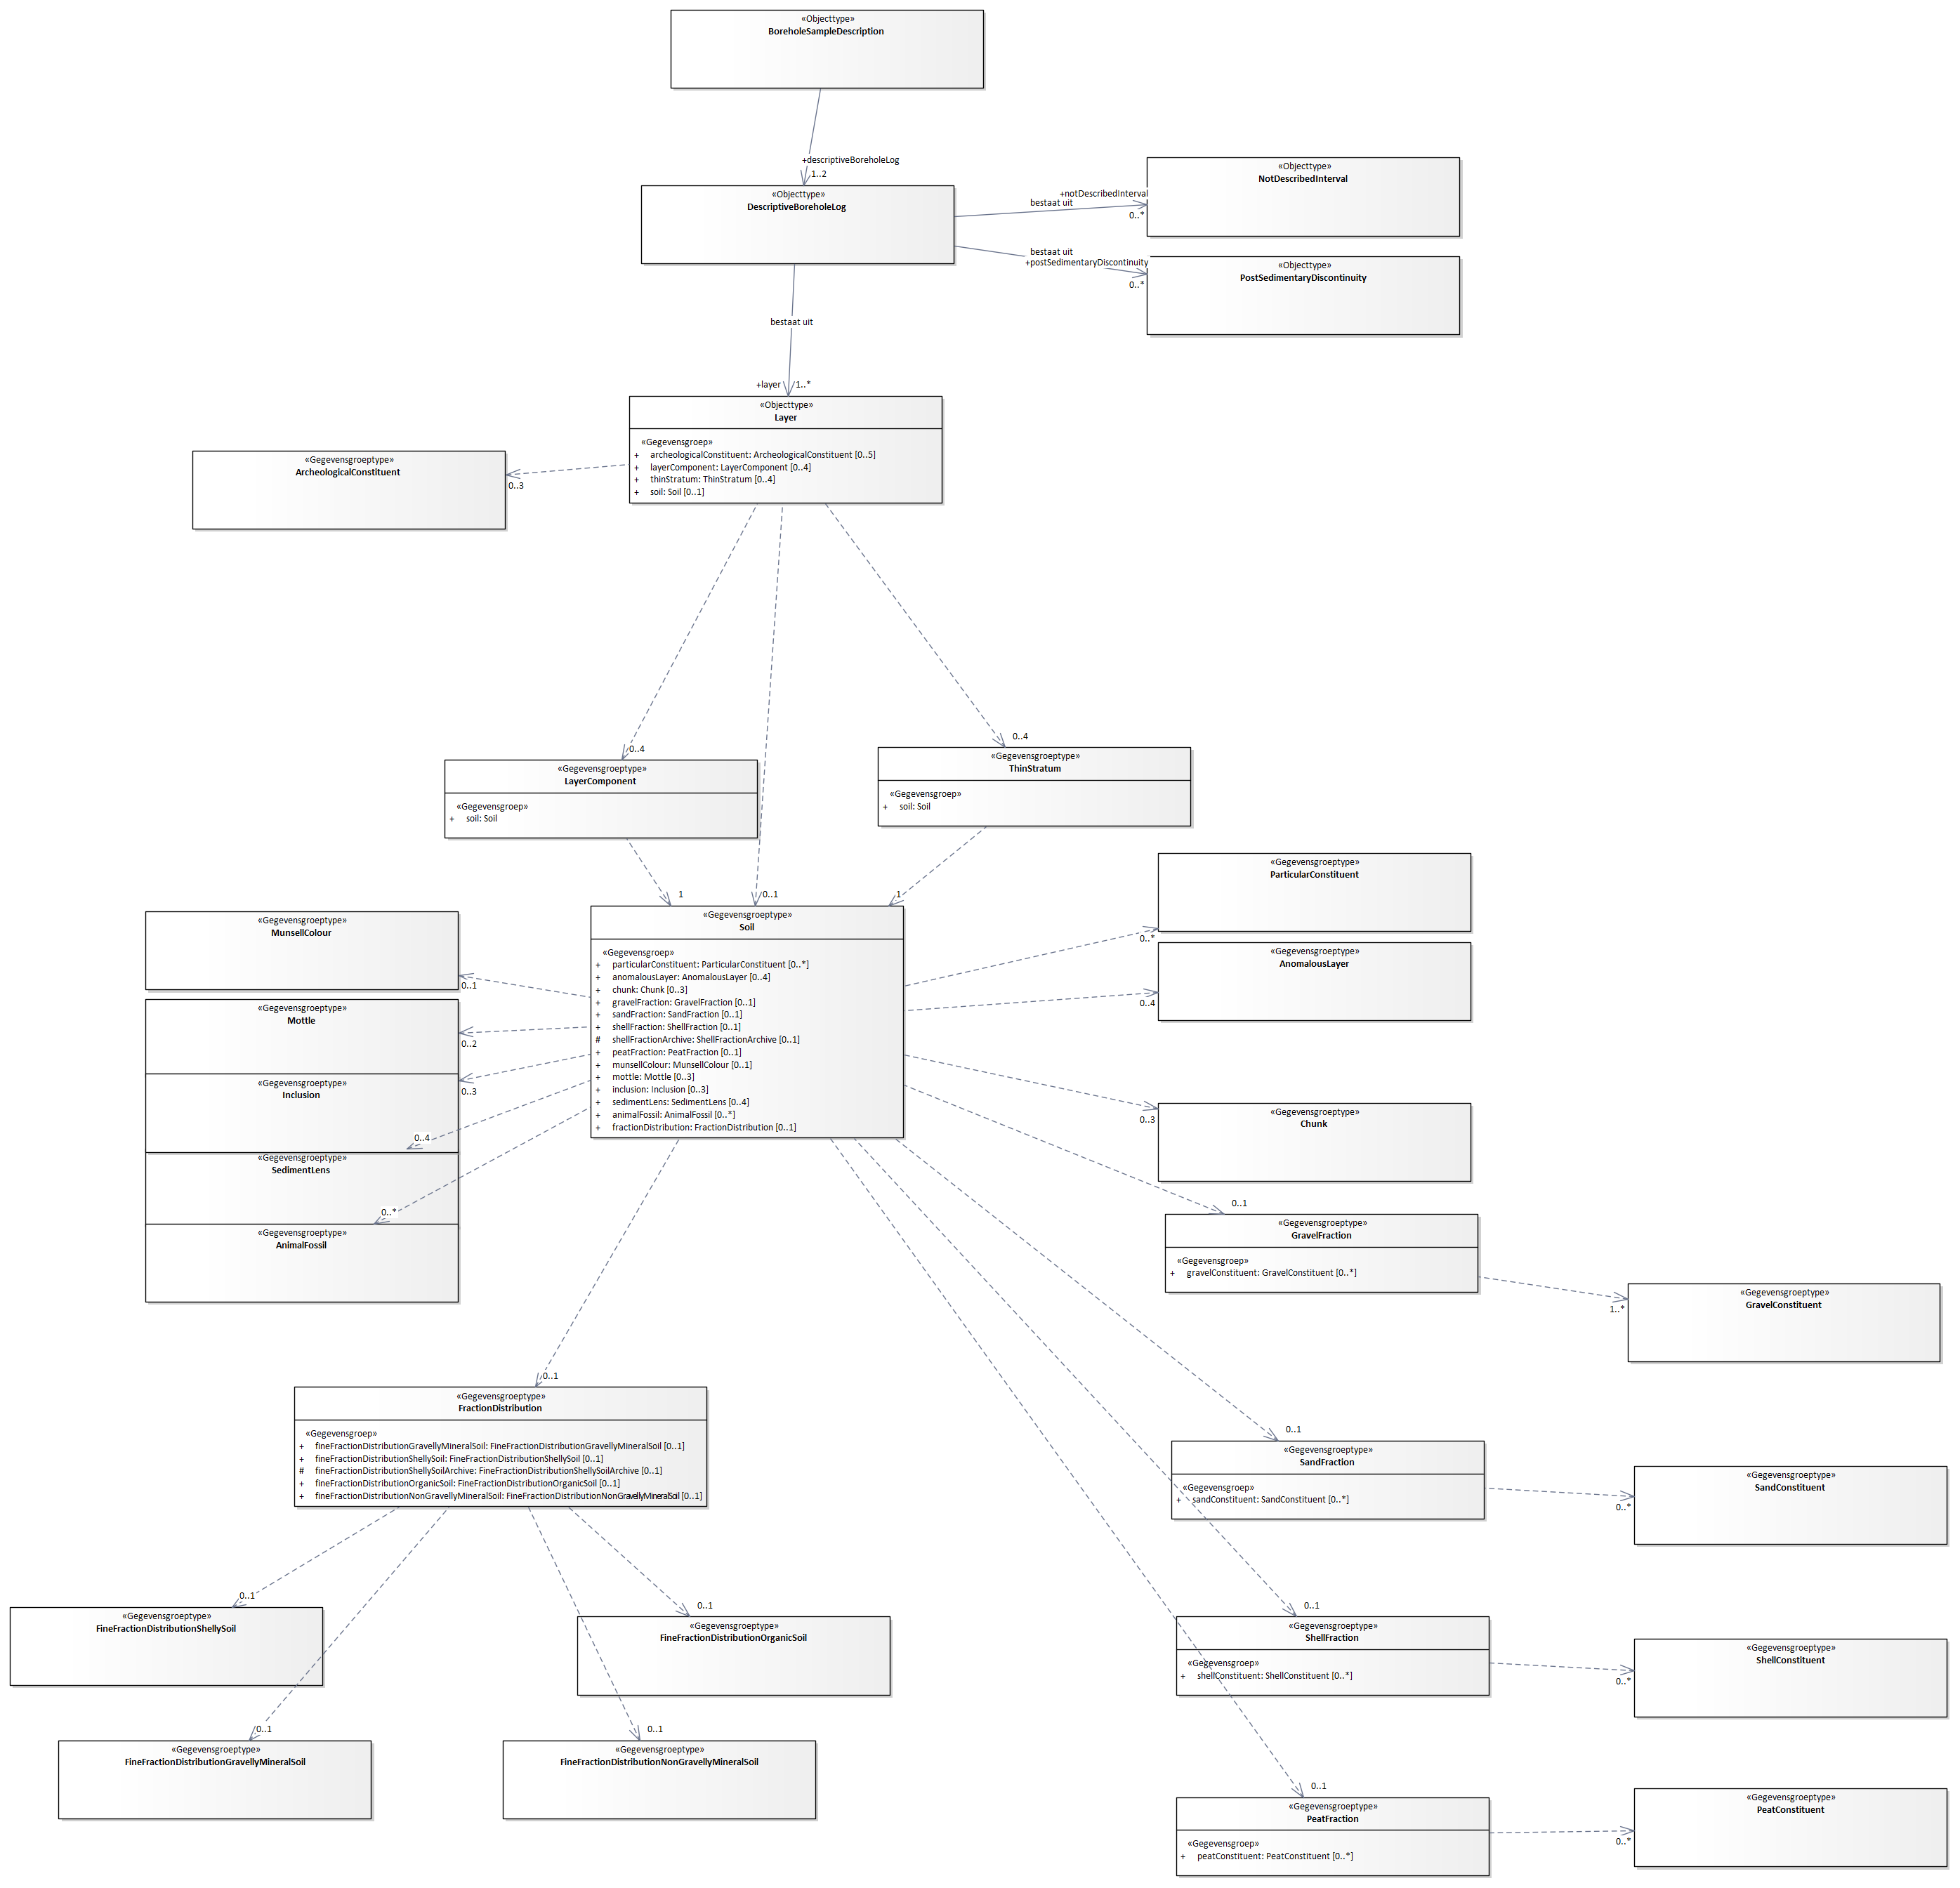 «Objecttype»
BoreholeSampleDescription
+descriptiveBoreholeLog
1..2
«Objecttype»
DescriptiveBoreholeLog
+notDescribedInterval
bestaat uit
0..*
«Objecttype»
NotDescribedInterval
bestaat uit
+postSedimentaryDiscontinuity
0..*
«Objecttype»
PostSedimentaryDiscontinuity
bestaat uit
+layer
1..*
«Objecttype»
Layer
«Gegevensgroep»
+ archeologicalConstituent: ArcheologicalConstituent [0..5]
+ layerComponent: LayerComponent [0..4]
+ thinStratum: ThinStratum [0..4]
+ soil: Soil [0..1]
«Gegevensgroeptype»
ArcheologicalConstituent
0..3
0..4
«Gegevensgroeptype»
LayerComponent
«Gegevensgroep»
+ soil: Soil
0..4
«Gegevensgroeptype»
ThinStratum
«Gegevensgroep»
+ soil: Soil
1
0..1
1
«Gegevensgroeptype»
Soil
«Gegevensgroep»
+ particularConstituent: ParticularConstituent [0..*]
+ anomalousLayer: AnomalousLayer [0..4]
+ chunk: Chunk [0..3]
+ gravelFraction: GravelFraction [0..1]
+ sandFraction: SandFraction [0..1]
+ shellFraction: ShellFraction [0..1]
# shellFractionArchive: ShellFractionArchive [0..1]
+ peatFraction: PeatFraction [0..1]
+ munsellColour: MunsellColour [0..1]
+ mottle: Mottle [0..3]
+ inclusion: Inclusion [0..3]
+ sedimentLens: SedimentLens [0..4]
+ animalFossil: AnimalFossil [0..*]
+ fractionDistribution: FractionDistribution [0..1]
«Gegevensgroeptype»
MunsellColour
0..1
«Gegevensgroeptype»
Mottle
0..2
«Gegevensgroeptype»
Inclusion
0..3
0..4
«Gegevensgroeptype»
SedimentLens
0..*
«Gegevensgroeptype»
AnimalFossil
«Gegevensgroeptype»
ParticularConstituent
0..*
«Gegevensgroeptype»
AnomalousLayer
0..4
«Gegevensgroeptype»
Chunk
0..3
0..1
«Gegevensgroeptype»
GravelFraction
«Gegevensgroep»
+ gravelConstituent: GravelConstituent [0..*]
«Gegevensgroeptype»
GravelConstituent
1..*
0..1
«Gegevensgroeptype»
FractionDistribution
«Gegevensgroep»
+ fineFractionDistributionGravellyMineralSoil: FineFractionDistributionGravellyMineralSoil [0..1]
+ fineFractionDistributionShellySoil: FineFractionDistributionShellySoil [0..1]
# fineFractionDistributionShellySoilArchive: FineFractionDistributionShellySoilArchive [0..1]
+ fineFractionDistributionOrganicSoil: FineFractionDistributionOrganicSoil [0..1]
+ fineFractionDistributionNonGravellyMineralSoil: FineFractionDistributionNonGravellyMineralSoil [0..1]
0..1
«Gegevensgroeptype»
SandFraction
«Gegevensgroep»
+ sandConstituent: SandConstituent [0..*]
«Gegevensgroeptype»
SandConstituent
0..*
0..1
«Gegevensgroeptype»
FineFractionDistributionShellySoil
0..1
«Gegevensgroeptype»
FineFractionDistributionOrganicSoil
0..1
«Gegevensgroeptype»
ShellFraction
«Gegevensgroep»
+ shellConstituent: ShellConstituent [0..*]
«Gegevensgroeptype»
ShellConstituent
0..*
0..1
«Gegevensgroeptype»
FineFractionDistributionGravellyMineralSoil
0..1
«Gegevensgroeptype»
FineFractionDistributionNonGravellyMineralSoil
0..1
«Gegevensgroeptype»
PeatFraction
«Gegevensgroep»
+ peatConstituent: PeatConstituent [0..*]
«Gegevensgroeptype»
PeatConstituent
0..*